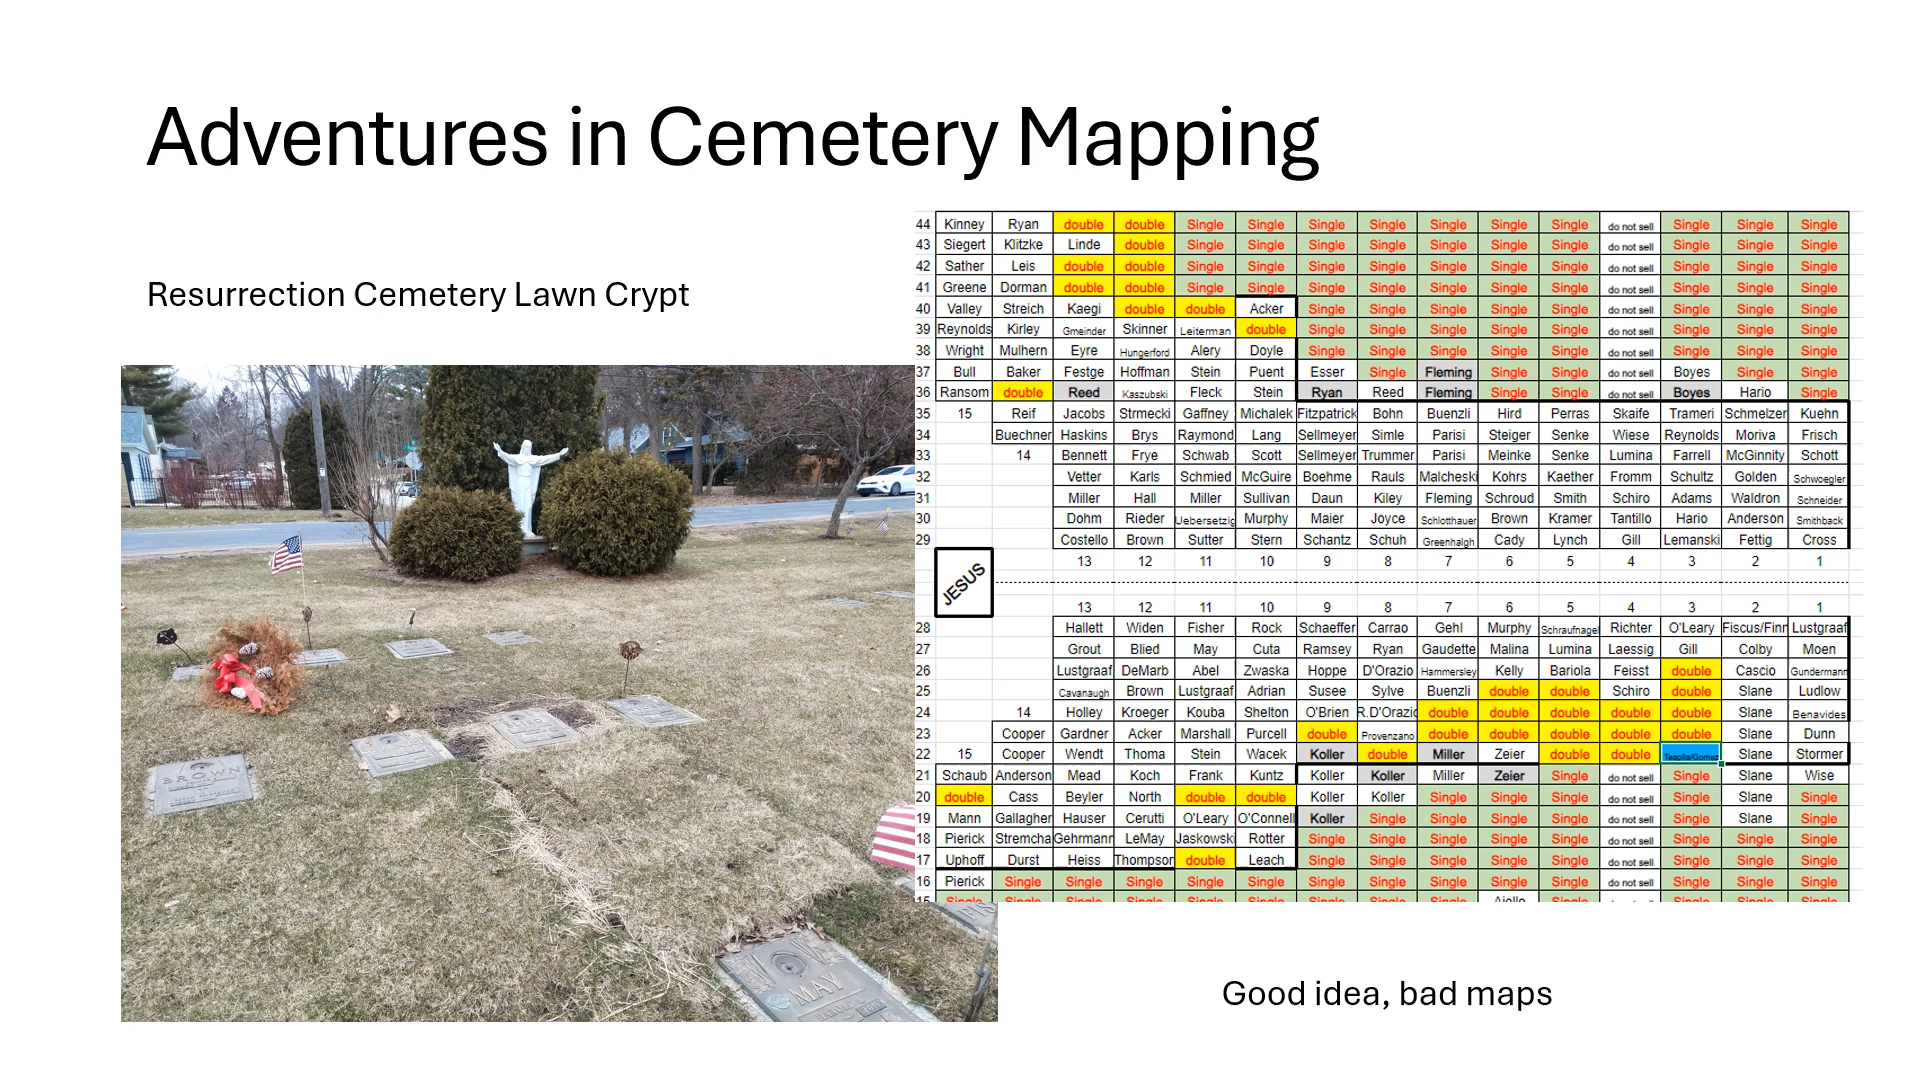 Adventures in Cemetery Mapping
Resurrection Cemetery Lawn Crypt
44 Kinney Ryan double double Single Single Single Single Single Single Single do not sell Single Single Single
43 Siegert Klitzke Linde double Single Single Single Single Single Single Single do not sell Single Single Single
42 Sather Leis double double Single Single Single Single Single Single Single do not sell Single Single Single
41 Greene Dorman double double Single Single Single Single Single Single Single do not sell Single Single Single
40 Valley Streich Kaegi double double Acker Single Single Single Single Single do not sell Single Single Single
39 Reynolds Kirley Gmeinder Skinner Leiterman double Single Single Single Single Single do not sell Single Single Single
38 Wright Mulhern Eyre Hungerford Alery Doyle Single Single Single Single Single do not sell Single Single Single
37 Bull Baker Festge Hoffman Stein Puent Esser Single Fleming Single Single do not sell Boyes Single Single
36 Ransom double Reed Kaszubski Fleck Stein Ryan Reed Fleming Single Single do not sell Boyes Hario Single
35 15 Reif Jacobs Strmecki Gaffney Michalek Fitzpatrick Bohn Buenzli Hird Perras Skaife Trameri Schmelzer Kuehn
34 Buechner Haskins Brys Raymond Lang Sellmeyer Simle Parisi Steiger Senke Wiese Reynolds Moriva Frisch
33 14 Bennett Frye Schwab Scott Sellmeyer Trummer Parisi Meinke Senke Lumina Farrell McGinnity Schott
32 Vetter Karls Schmied McGuire Boehme Rauls Malcheski Kohrs Kaether Fromm Schultz Golden Schwoegler
31 Miller Hall Miller Sullivan Daun Kiley Fleming Schroud Smith Schiro Adams Waldron Schneider
30 Dohm Rieder Uebersetzig Murphy Maier Joyce Schlotthauer Brown Kramer Tantillo Hario Anderson Smithback
29 Costello Brown Sutter Stern Schantz Schuh Greenhalgh Cady Lynch Gill Lemanski Fettig Cross
13 12 11 10 9 8 7 6 5 4 3 2 1
JESUS
13 12 11 10 9 8 7 6 5 4 3 2 1
28 Hallett Widen Fisher Rock Schaeffer Carrao Gehl Murphy Schraufnagel Richter O'Leary Fiscus/Finn Lustgraaf
27 Grout Blied May Cuta Ramsey Ryan Gaudette Malina Lumina Laessig Gill Colby Moen
26 Lustgraaf DeMarb Abel Zwaska Hoppe D'Orazio Hammersley Kelly Bariola Feisst double Cascio Gundermann
25 Cavanaugh Brown Lustgraaf Adrian Susee Sylve Buenzli double double Schiro double Slane Ludlow
24 14 Holley Kroeger Kouba Shelton O'Brien R.D'Orazio double double double double double Slane Benavides
23 Cooper Gardner Acker Marshall Purcell double Provenzano double double double double double Slane Dunn
22 15 Cooper Wendt Thoma Stein Wacek Koller double Miller Zeier double double Slane Stormer
21 Schaub Anderson Mead Koch Frank Kuntz Koller Koller Miller Zeier Single do not sell Single Slane Wise
20 double Cass Beyler North double double Koller Koller Single Single Single do not sell Single Slane Single
19 Mann Gallagher Hauser Cerutti O'Leary O'Connell Koller Single Single Single Single do not sell Single Slane Single
18 Pierick Stremcha Gehrmann LeMay Jaskowski Rotter Single Single Single Single Single do not sell Single Single Single
17 Uphoff Durst Heiss Thompson double Leach Single Single Single Single Single do not sell Single Single Single
16 Pierick Single Single Single Single Single Single Single Single Single Single do not sell Single Single Single
BROWN
MAY
Good idea, bad maps